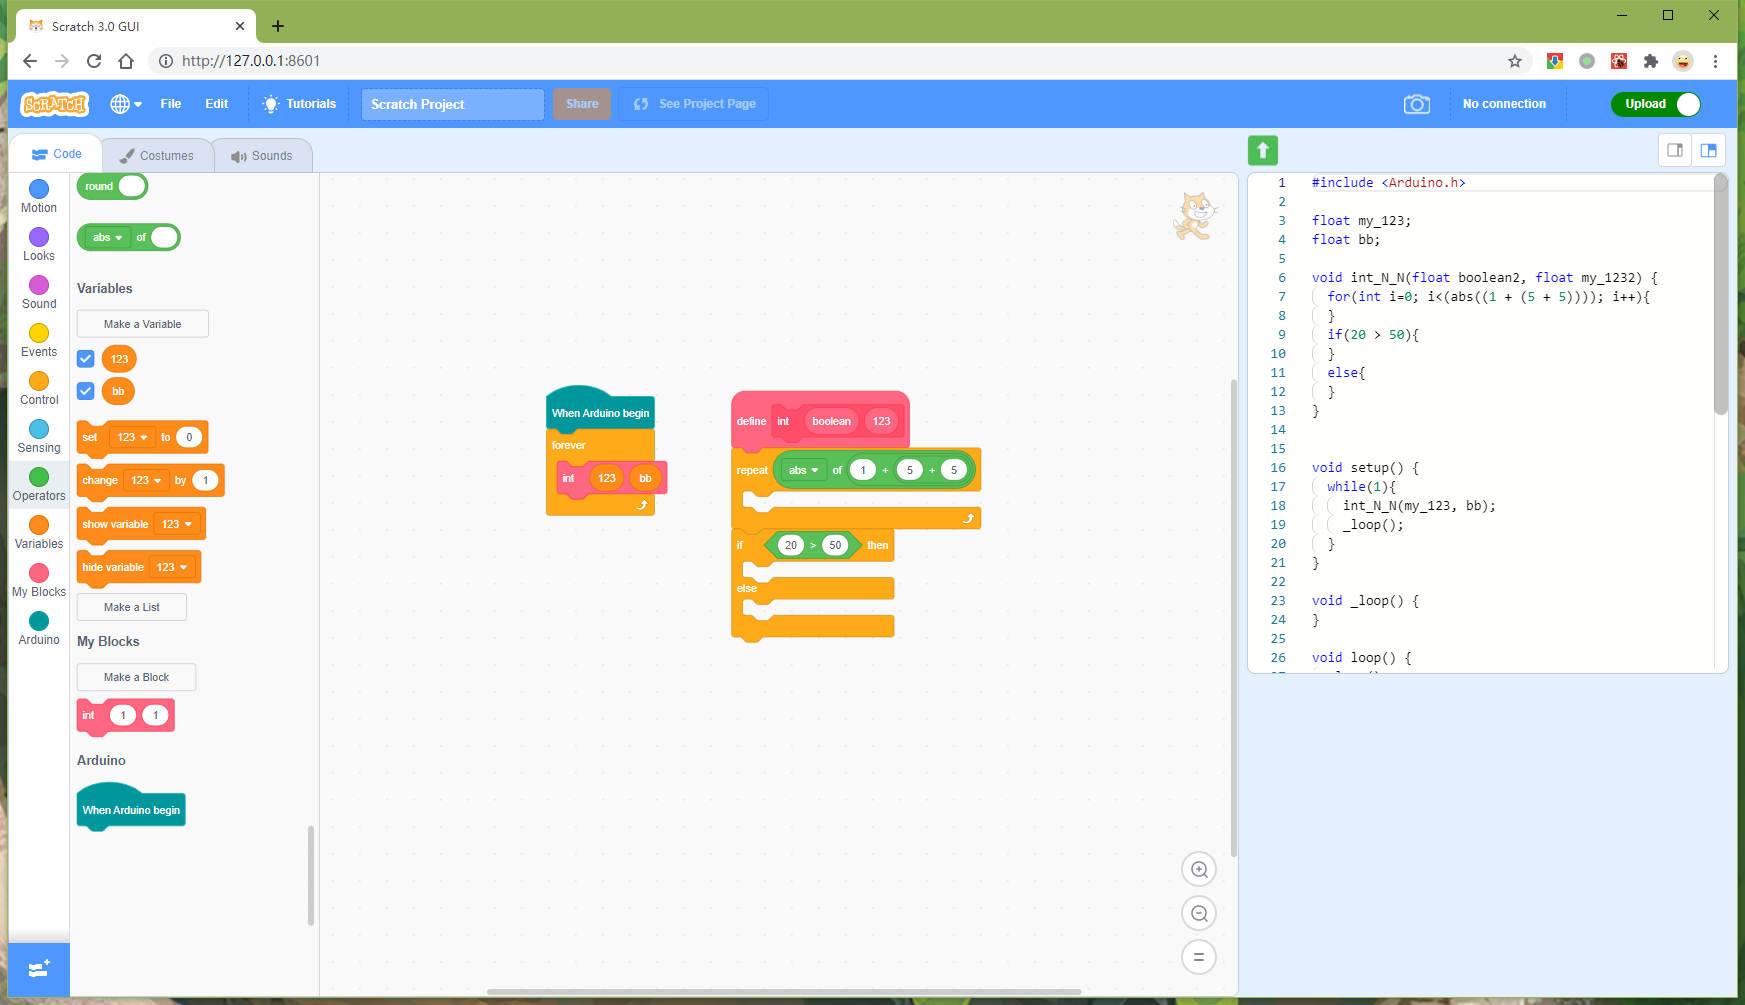 Scratch 3.0 GUI
http://127.0.0.1:8601
SCRATCH
File
Edit
Tutorials
Scratch Project
Share
See Project Page
No connection
Upload
Code
Costumes
Sounds
Motion
Looks
Sound
Events
Control
Sensing
Operators
Variables
My Blocks
Arduino
round
abs of
Variables
Make a Variable
123
bb
set 123 to 0
change 123 by 1
show variable 123
hide variable 123
Make a List
My Blocks
Make a Block
int 1 1
Arduino
When Arduino begin
When Arduino begin
forever
int 123 bb
define int boolean 123
repeat abs of 1 + 5 + 5
if 20 > 50 then
else
1 #include <Arduino.h>
2
3 float my_123;
4 float bb;
5
6 void int_N_N(float boolean2, float my_1232) {
7 for(int i=0; i<(abs((1 + (5 + 5)))); i++){
8 }
9 if(20 > 50){
10 }
11 else{
12 }
13 }
14
15
16 void setup() {
17 while(1){
18 int_N_N(my_123, bb);
19 _loop();
20 }
21 }
22
23 void _loop() {
24 }
25
26 void loop() {